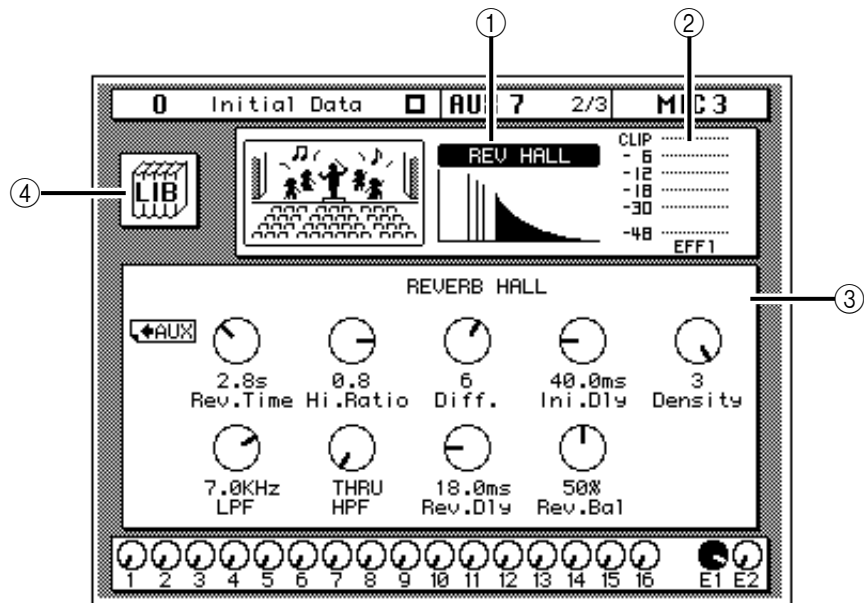 ① ②
0 Initial Data AUX 7 2/3 MIC 3
④ LIB
REV HALL
CLIP
- 6
-12
-18
-30
-48
EFF1
③
REVERB HALL
AUX
2.8s 0.8 6 40.0ms 3
Rev.Time Hi.Ratio Diff. Ini.Dly Density
7.0KHz THRU 18.0ms 50%
LPF HPF Rev.Dly Rev.Bal
1 2 3 4 5 6 7 8 9 10 11 12 13 14 15 16 E1 E2